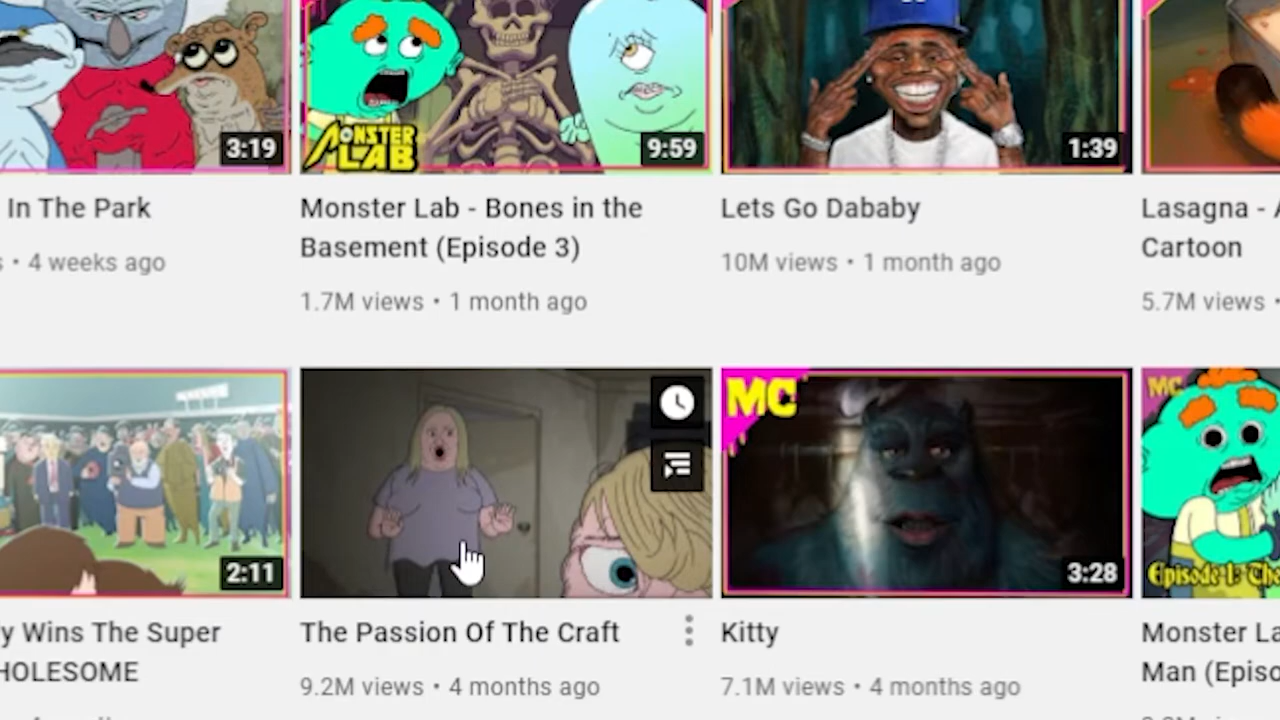 3:19
MONSTER
LAB
9:59
1:39
In The Park
Monster Lab - Bones in the
Lets Go Dababy
Lasagna - A
Basement (Episode 3)
Cartoon
• 4 weeks ago
10M views • 1 month ago
1.7M views • 1 month ago
5.7M views •
MC
MC
2:11
3:28
Episode 1: The
y Wins The Super
The Passion Of The Craft
Kitty
Monster La
HOLESOME
Man (Episo
9.2M views • 4 months ago
7.1M views • 4 months ago